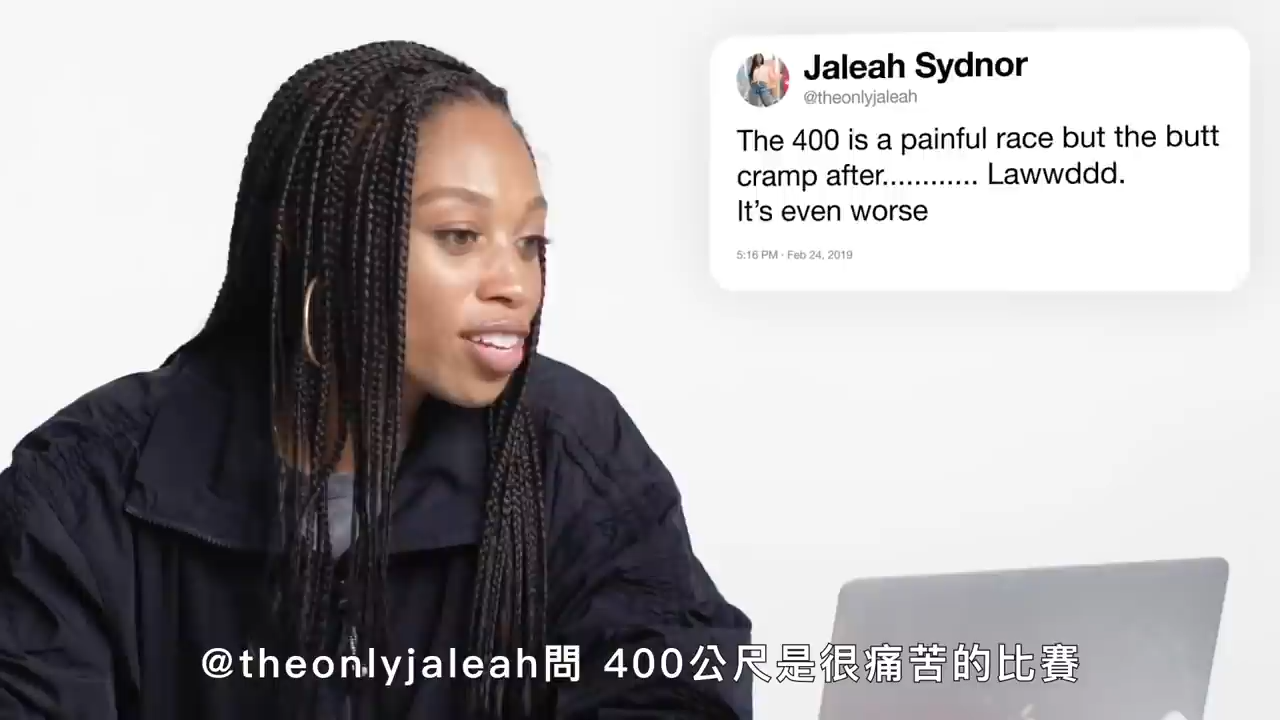 Jaleah Sydnor
@theonlyjaleah
The 400 is a painful race but the butt
cramp after............ Lawwddd.
It’s even worse
5:16 PM · Feb 24, 2019
@theonlyjaleah問 400公尺是很痛苦的比賽